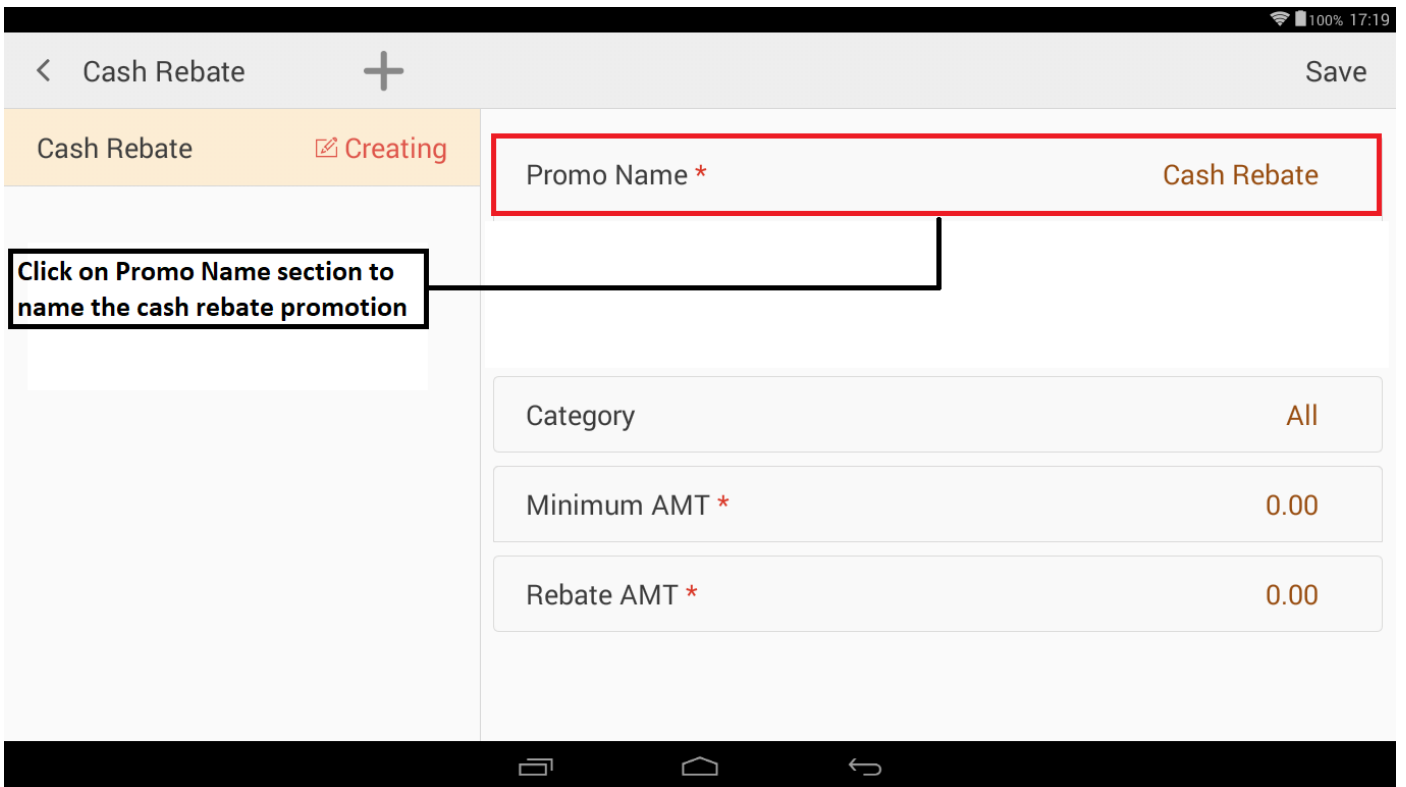 100% 17:19
Cash Rebate
Save
Cash Rebate Creating
Promo Name * Cash Rebate
Click on Promo Name section to
name the cash rebate promotion
Category All
Minimum AMT * 0.00
Rebate AMT * 0.00